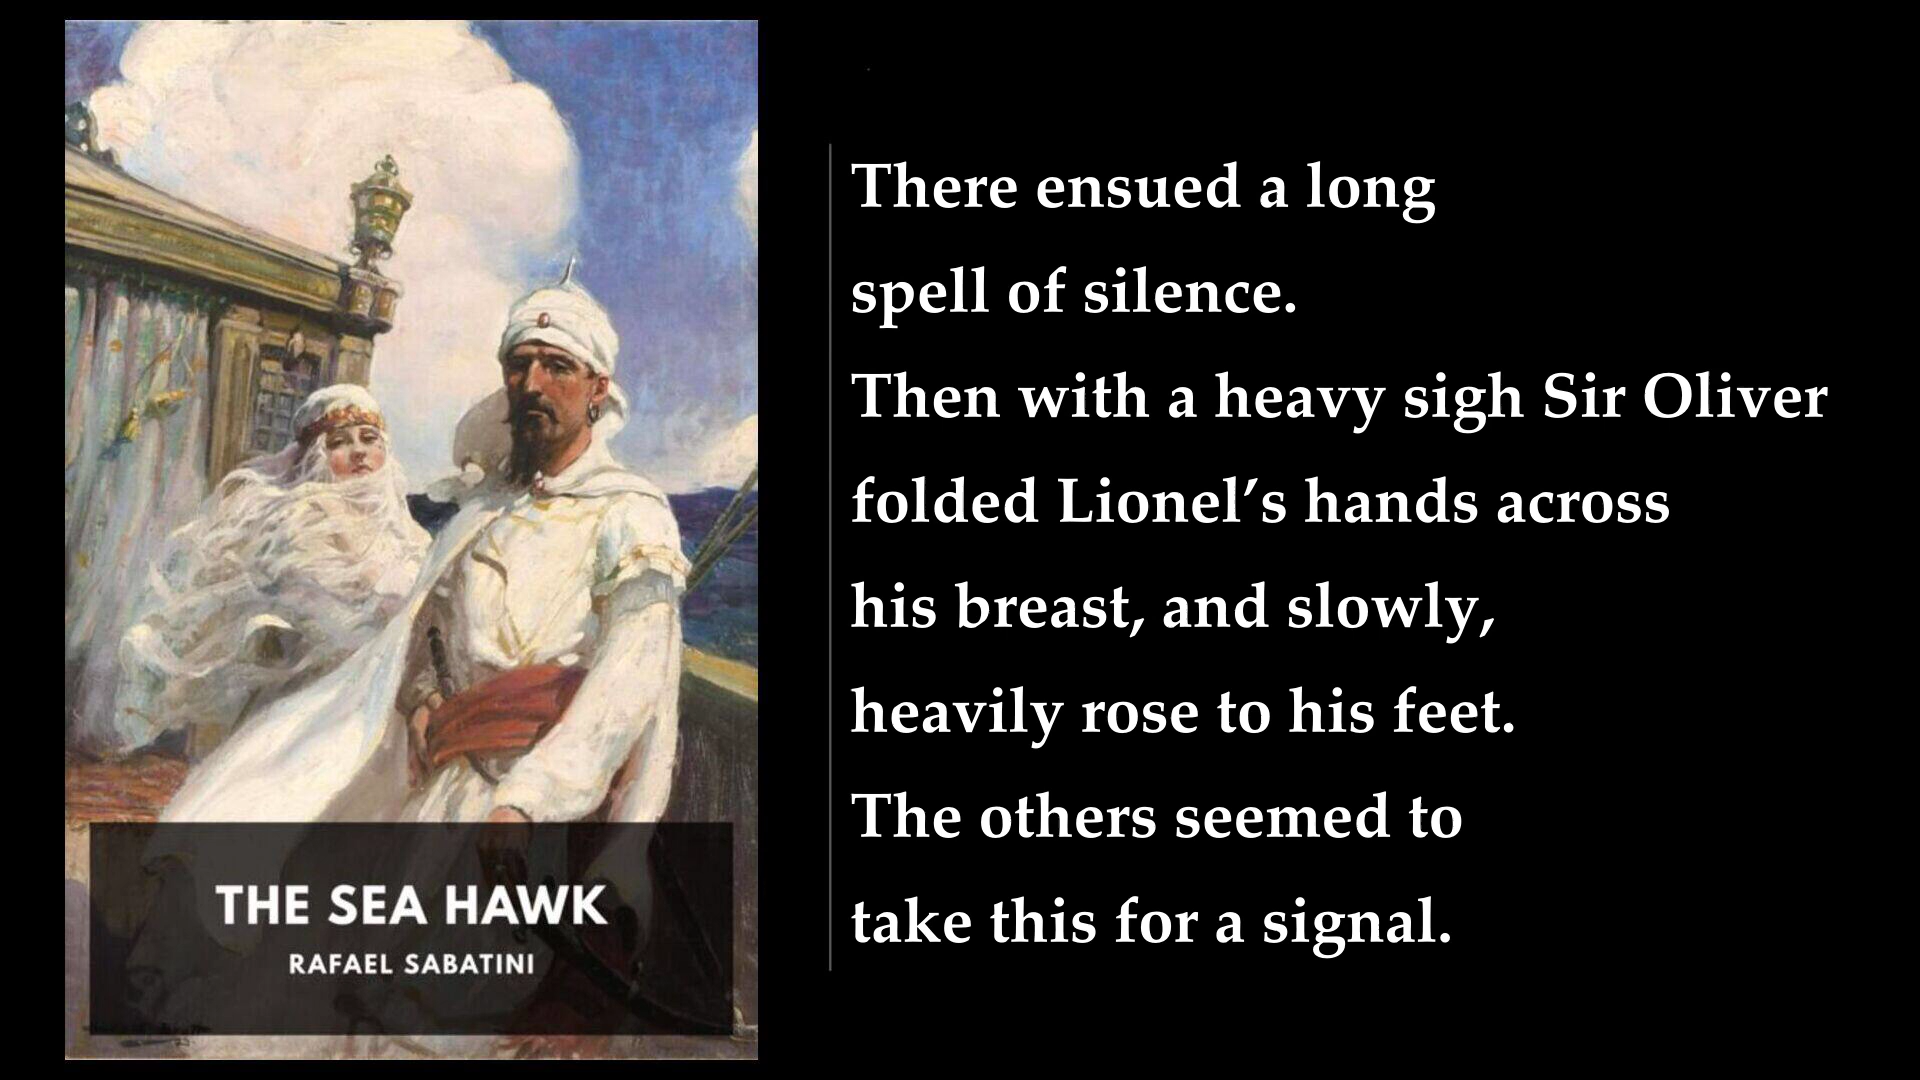 THE SEA HAWK
RAFAEL SABATINI
There ensued a long
spell of silence.
Then with a heavy sigh Sir Oliver
folded Lionel’s hands across
his breast, and slowly,
heavily rose to his feet.
The others seemed to
take this for a signal.